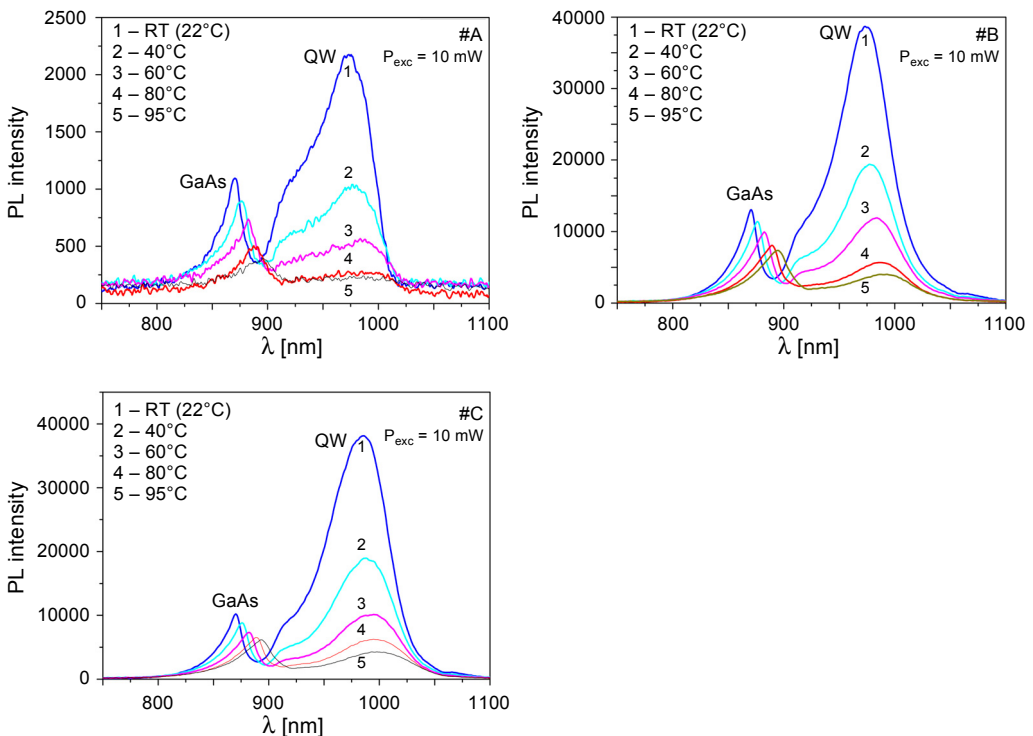 1 – RT (22°C)
2 – 40°C
3 – 60°C
4 – 80°C
5 – 95°C
#A
P_exc = 10 mW
QW
GaAs
1
2
3
4
5
2500
2000
1500
1000
500
0
PL intensity
800
900
1000
1100
λ [nm]
1 – RT (22°C)
2 – 40°C
3 – 60°C
4 – 80°C
5 – 95°C
#B
P_exc = 10 mW
QW
GaAs
1
2
3
4
5
40000
30000
20000
10000
0
PL intensity
800
900
1000
1100
λ [nm]
1 – RT (22°C)
2 – 40°C
3 – 60°C
4 – 80°C
5 – 95°C
#C
P_exc = 10 mW
QW
GaAs
1
2
3
4
5
40000
30000
20000
10000
0
PL intensity
800
900
1000
1100
λ [nm]